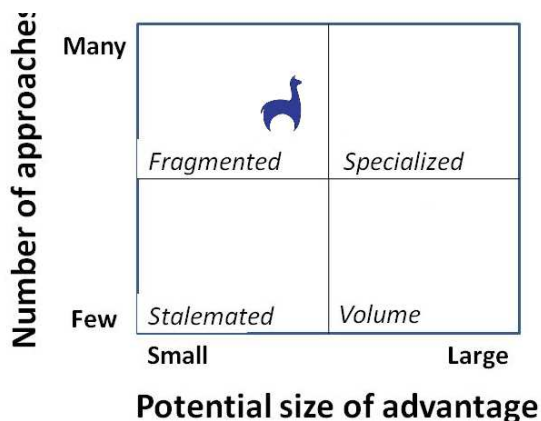 Number of approaches
Many
Fragmented
Specialized
Few
Stalemated
Volume
Small
Large
Potential size of advantage